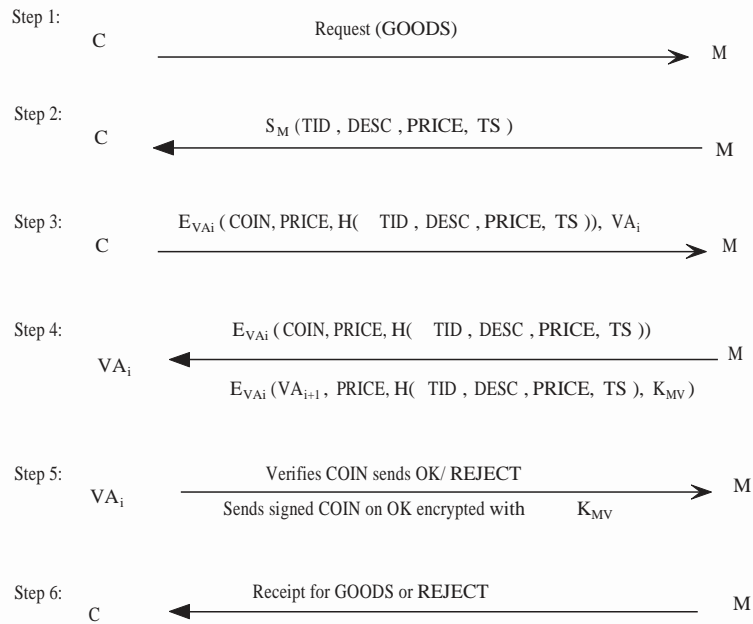 Step 1:
Request (GOODS)
C M
Step 2:
S_M (TID , DESC , PRICE, TS )
C M
Step 3:
E_VAi ( COIN, PRICE, H( TID , DESC , PRICE, TS )), VA_i
C M
Step 4:
E_VAi ( COIN, PRICE, H( TID , DESC , PRICE, TS ))
VA_i M
E_VAi (VA_i+1 , PRICE, H( TID , DESC , PRICE, TS ), K_MV )
Step 5:
Verifies COIN sends OK/ REJECT
VA_i M
Sends signed COIN on OK encrypted with K_MV
Step 6:
Receipt for GOODS or REJECT
C M